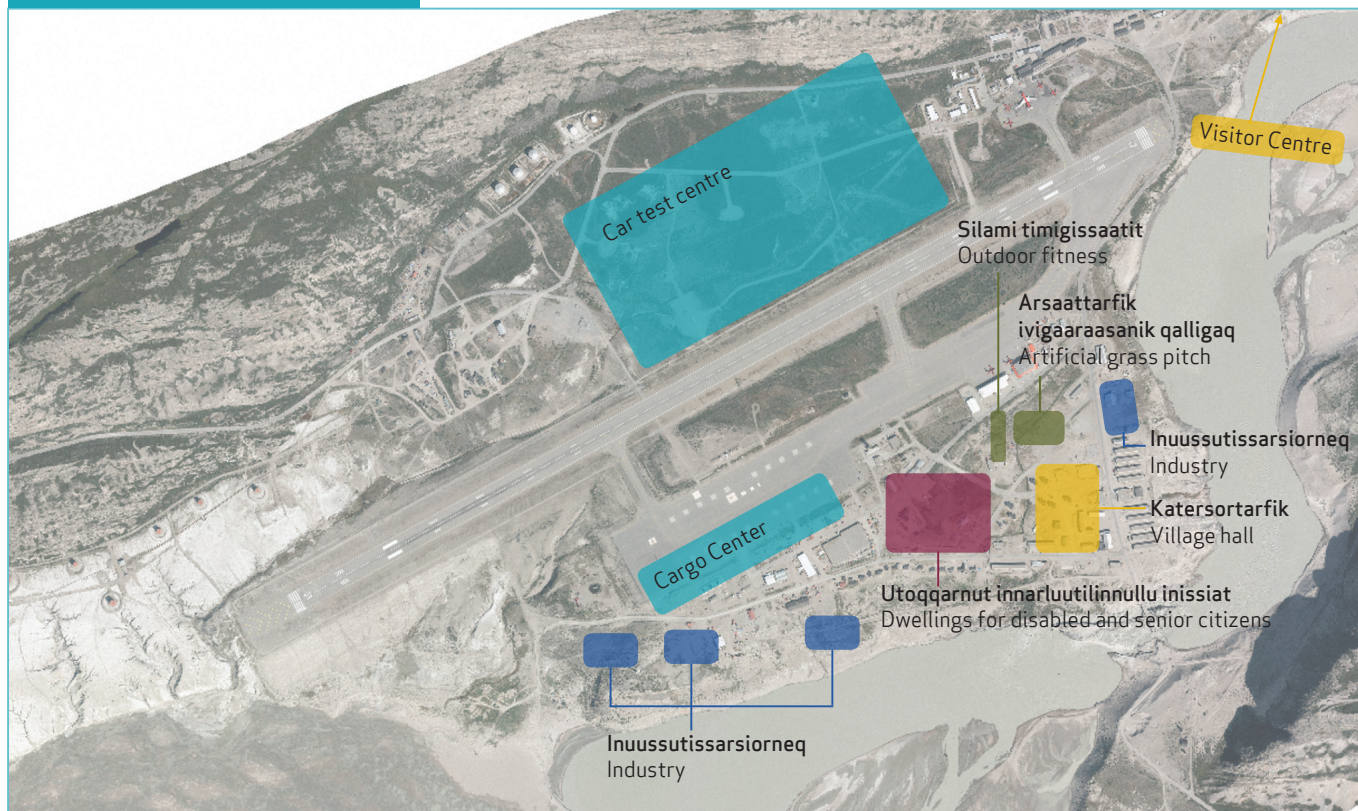 Visitor Centre
Car test centre
Silami timigissaatit
Outdoor fitness
Arsaattarfik
ivigaaraasanik qalligaq
Artificial grass pitch
Inuussutissarsiorneq
Industry
Katersortarfik
Village hall
Cargo Center
Utoqqarnut innarluutilinnullu inissiat
Dwellings for disabled and senior citizens
Inuussutissarsiorneq
Industry